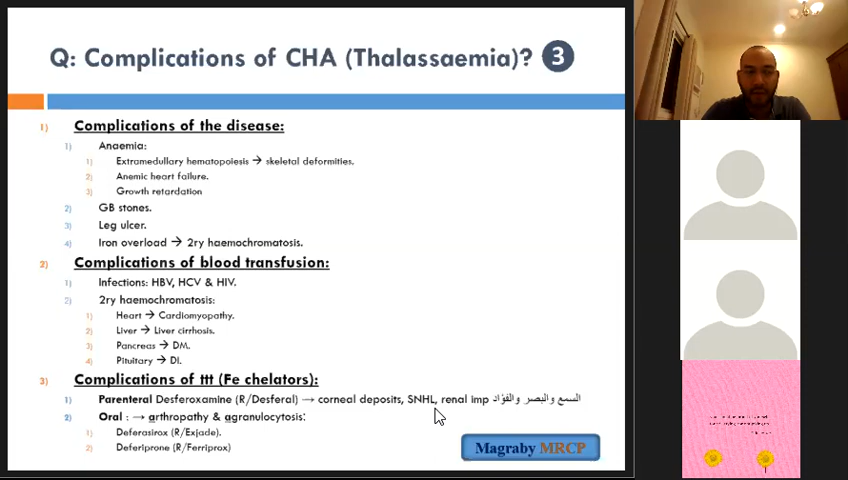 Q: Complications of CHA (Thalassaemia)? 3
1) Complications of the disease:
1) Anaemia:
1) Extramedullary hematopoiesis → skeletal deformities.
2) Anemic heart failure.
3) Growth retardation
2) GB stones.
3) Leg ulcer.
4) Iron overload → 2ry haemochromatosis.
2) Complications of blood transfusion:
1) Infections: HBV, HCV & HIV.
2) 2ry haemochromatosis:
1) Heart → Cardiomyopathy.
2) Liver → Liver cirrhosis.
3) Pancreas → DM.
4) Pituitary → DI.
3) Complications of ttt (Fe chelators):
1) Parenteral Desferoxamine (R/Desferal) → corneal deposits, SNHL, renal imp السمع والبصر والفؤاد
2) Oral : → arthropathy & agranulocytosis:
1) Deferasirox (R/Exjade).
2) Deferiprone (R/Ferriprox)
Magraby MRCP